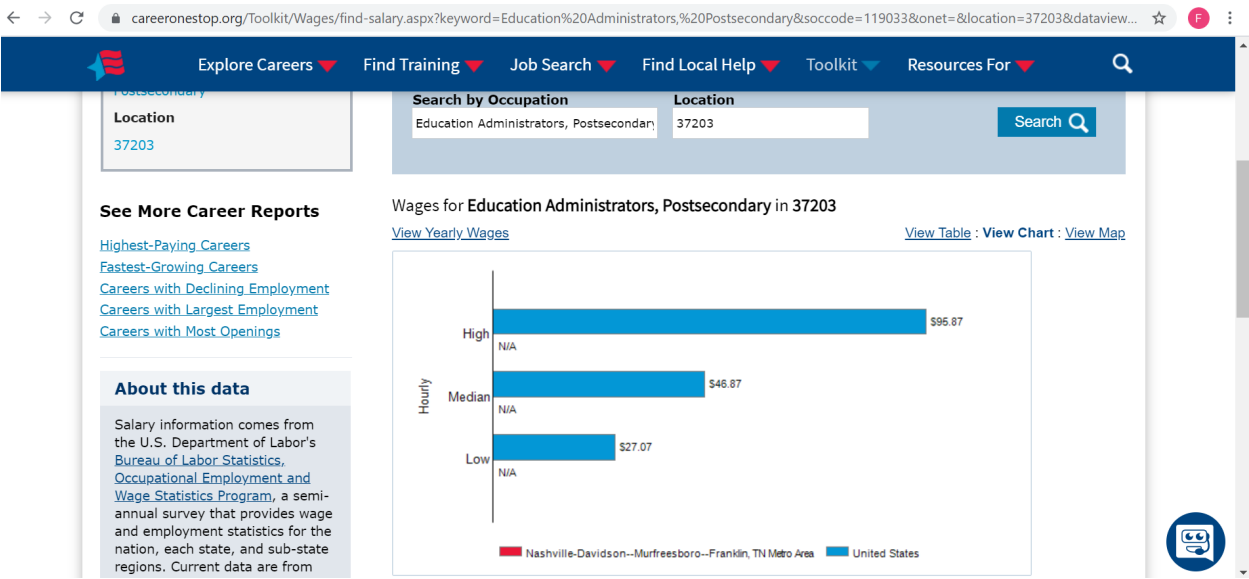 careeronestop.org/Toolkit/Wages/find-salary.aspx?keyword=Education%20Administrators,%20Postsecondary&soccode=119033&onet=&location=37203&dataview...
F
Explore Careers Find Training Job Search Find Local Help Toolkit Resources For
Postsecondary
Location
37203
Search by Occupation Location
Education Administrators, Postsecondary 37203
Search
See More Career Reports
Highest-Paying Careers
Fastest-Growing Careers
Careers with Declining Employment
Careers with Largest Employment
Careers with Most Openings
About this data
Salary information comes from
the U.S. Department of Labor's
Bureau of Labor Statistics,
Occupational Employment and
Wage Statistics Program, a semi-
annual survey that provides wage
and employment statistics for the
nation, each state, and sub-state
regions. Current data are from
Wages for Education Administrators, Postsecondary in 37203
View Yearly Wages
View Table : View Chart : View Map
Hourly
High
$95.87
N/A
Median
$46.87
N/A
Low
$27.07
N/A
Nashville-Davidson--Murfreesboro--Franklin, TN Metro Area United States